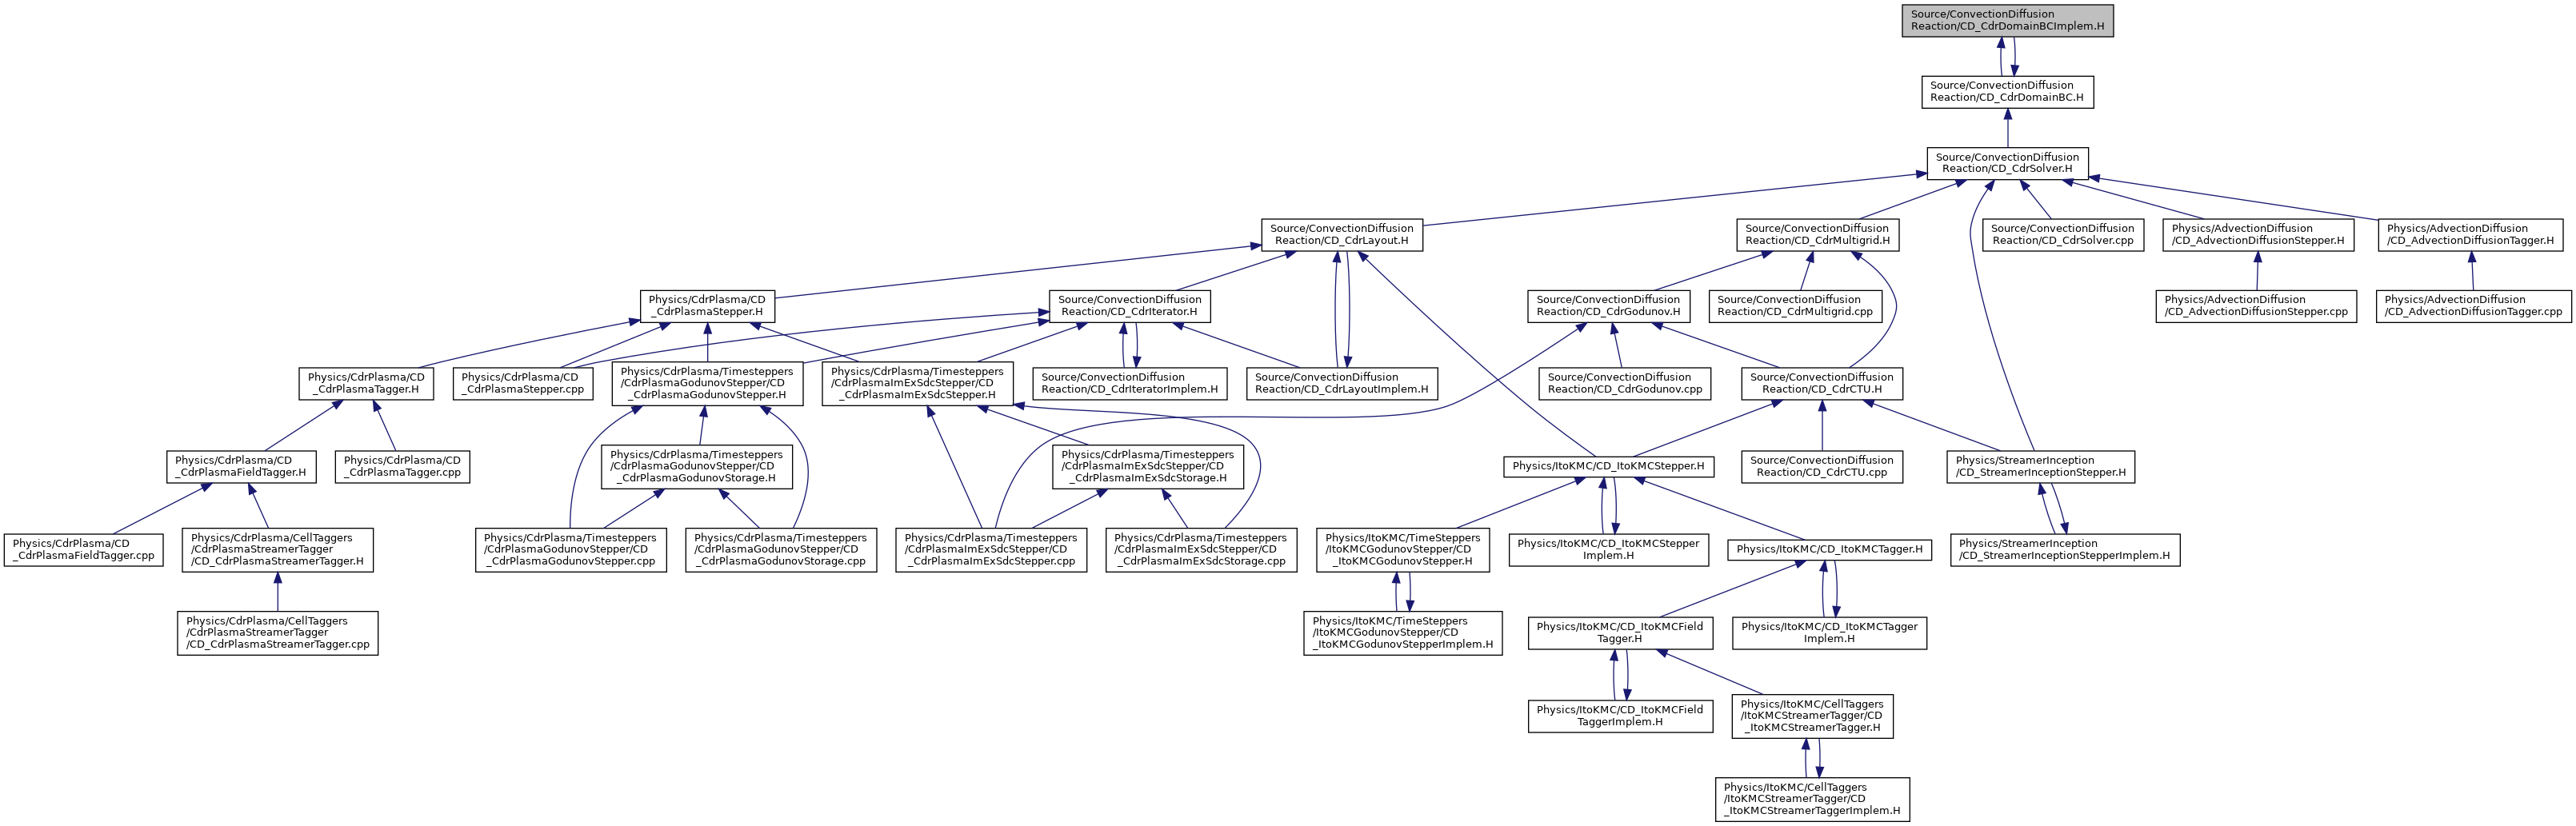 Source/ConvectionDiffusion
Reaction/CD_CdrDomainBCImplem.H
Source/ConvectionDiffusion
Reaction/CD_CdrDomainBC.H
Source/ConvectionDiffusion
Reaction/CD_CdrSolver.H
Source/ConvectionDiffusion
Reaction/CD_CdrLayout.H
Source/ConvectionDiffusion
Reaction/CD_CdrMultigrid.H
Source/ConvectionDiffusion
Reaction/CD_CdrSolver.cpp
Physics/AdvectionDiffusion
/CD_AdvectionDiffusionStepper.H
Physics/AdvectionDiffusion
/CD_AdvectionDiffusionTagger.H
Physics/CdrPlasma/CD
_CdrPlasmaStepper.H
Source/ConvectionDiffusion
Reaction/CD_CdrIterator.H
Source/ConvectionDiffusion
Reaction/CD_CdrGodunov.H
Source/ConvectionDiffusion
Reaction/CD_CdrMultigrid.cpp
Physics/AdvectionDiffusion
/CD_AdvectionDiffusionStepper.cpp
Physics/AdvectionDiffusion
/CD_AdvectionDiffusionTagger.cpp
Physics/CdrPlasma/CD
_CdrPlasmaTagger.H
Physics/CdrPlasma/CD
_CdrPlasmaStepper.cpp
Physics/CdrPlasma/Timesteppers
/CdrPlasmaGodunovStepper/CD
_CdrPlasmaGodunovStepper.H
Physics/CdrPlasma/Timesteppers
/CdrPlasmaImExSdcStepper/CD
_CdrPlasmaImExSdcStepper.H
Source/ConvectionDiffusion
Reaction/CD_CdrIteratorImplem.H
Source/ConvectionDiffusion
Reaction/CD_CdrLayoutImplem.H
Source/ConvectionDiffusion
Reaction/CD_CdrGodunov.cpp
Source/ConvectionDiffusion
Reaction/CD_CdrCTU.H
Physics/CdrPlasma/CD
_CdrPlasmaFieldTagger.H
Physics/CdrPlasma/CD
_CdrPlasmaTagger.cpp
Physics/CdrPlasma/Timesteppers
/CdrPlasmaGodunovStepper/CD
_CdrPlasmaGodunovStorage.H
Physics/CdrPlasma/Timesteppers
/CdrPlasmaImExSdcStepper/CD
_CdrPlasmaImExSdcStorage.H
Physics/ItoKMC/CD_ItoKMCStepper.H
Source/ConvectionDiffusion
Reaction/CD_CdrCTU.cpp
Physics/StreamerInception
/CD_StreamerInceptionStepper.H
Physics/CdrPlasma/CD
_CdrPlasmaFieldTagger.cpp
Physics/CdrPlasma/CellTaggers
/CdrPlasmaStreamerTagger
/CD_CdrPlasmaStreamerTagger.H
Physics/CdrPlasma/Timesteppers
/CdrPlasmaGodunovStepper/CD
_CdrPlasmaGodunovStepper.cpp
Physics/CdrPlasma/Timesteppers
/CdrPlasmaGodunovStepper/CD
_CdrPlasmaGodunovStorage.cpp
Physics/CdrPlasma/Timesteppers
/CdrPlasmaImExSdcStepper/CD
_CdrPlasmaImExSdcStepper.cpp
Physics/CdrPlasma/Timesteppers
/CdrPlasmaImExSdcStepper/CD
_CdrPlasmaImExSdcStorage.cpp
Physics/ItoKMC/TimeSteppers
/ItoKMCGodunovStepper/CD
_ItoKMCGodunovStepper.H
Physics/ItoKMC/CD_ItoKMCStepper
Implem.H
Physics/ItoKMC/CD_ItoKMCTagger.H
Physics/StreamerInception
/CD_StreamerInceptionStepperImplem.H
Physics/CdrPlasma/CellTaggers
/CdrPlasmaStreamerTagger
/CD_CdrPlasmaStreamerTagger.cpp
Physics/ItoKMC/TimeSteppers
/ItoKMCGodunovStepper/CD
_ItoKMCGodunovStepperImplem.H
Physics/ItoKMC/CD_ItoKMCField
Tagger.H
Physics/ItoKMC/CD_ItoKMCTagger
Implem.H
Physics/ItoKMC/CD_ItoKMCField
TaggerImplem.H
Physics/ItoKMC/CellTaggers
/ItoKMCStreamerTagger/CD
_ItoKMCStreamerTagger.H
Physics/ItoKMC/CellTaggers
/ItoKMCStreamerTagger/CD
_ItoKMCStreamerTaggerImplem.H